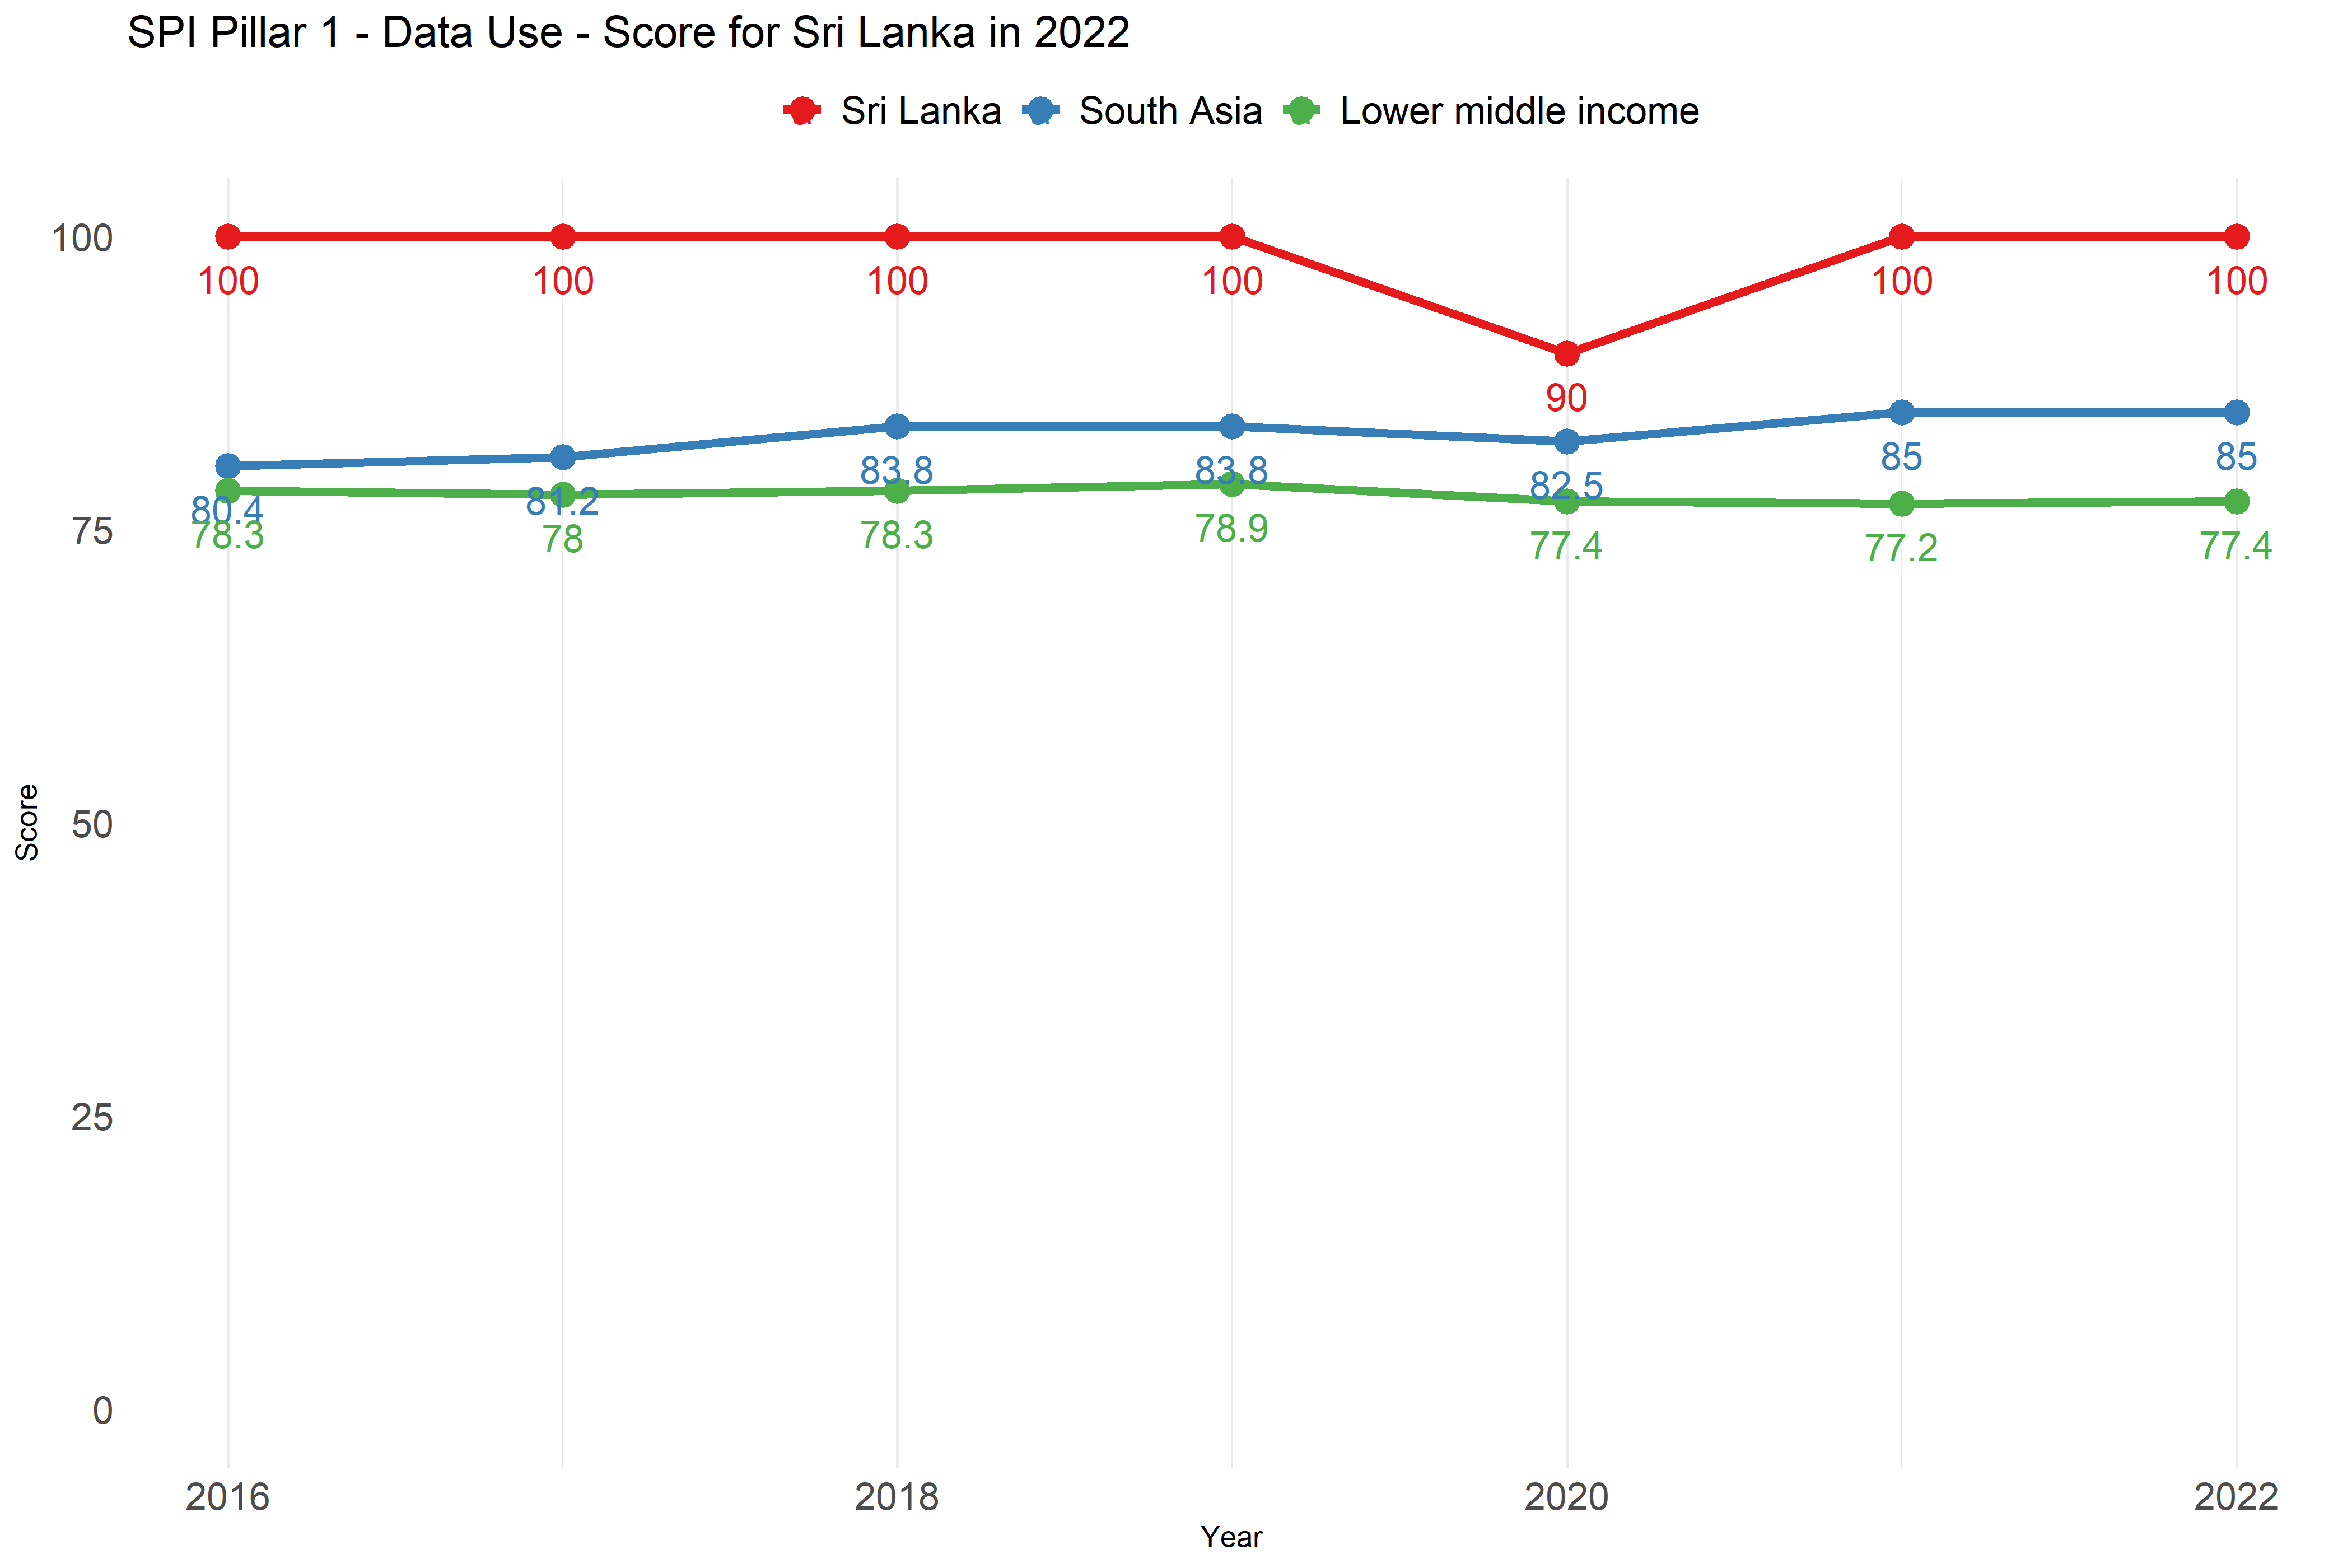 SPI Pillar 1 - Data Use - Score for Sri Lanka in 2022
Sri Lanka South Asia Lower middle income
100
75
50
25
0
Score
100 100 100 100 90 100 100
80.4 81.2 83.8 83.8 82.5 85 85
78.3 78 78.3 78.9 77.4 77.2 77.4
2016 2018 2020 2022
Year